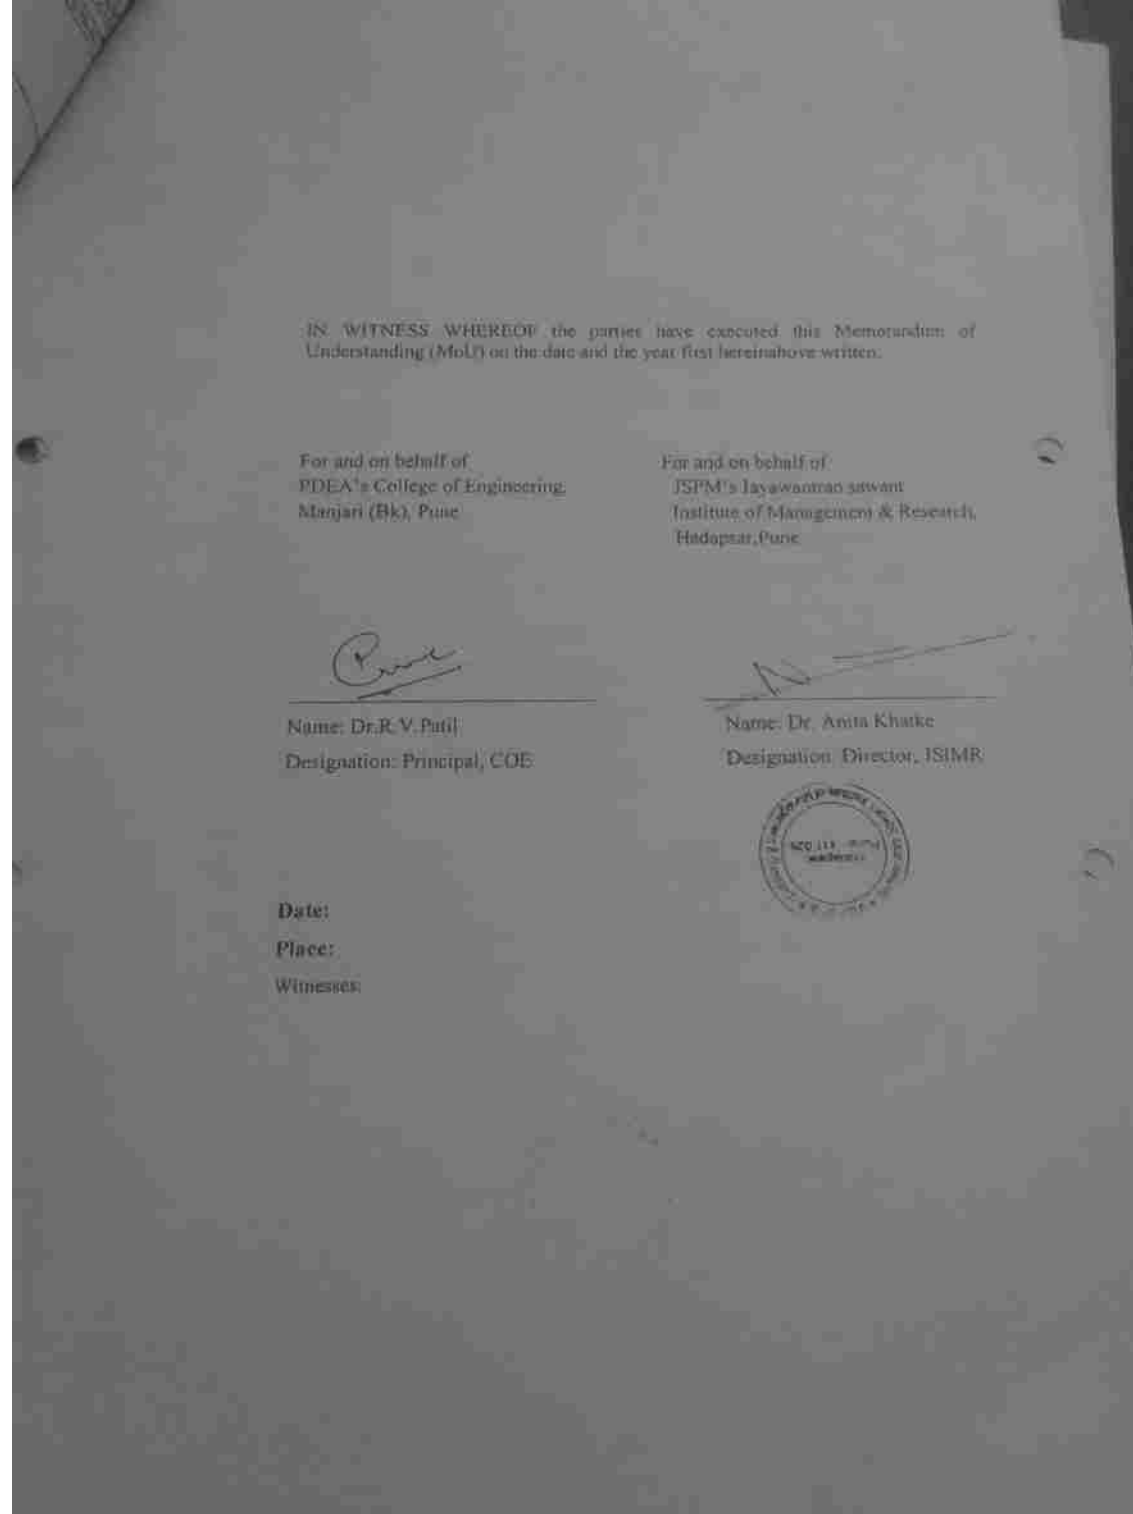 IN WITNESS WHEREOF the parties have executed this Memorandum of
Understanding (MoU) on the date and the year first hereinabove written.
For and on behalf of
PDEA's College of Engineering,
Manjari (Bk), Pune
For and on behalf of
JSPM's Jayawantrao sawant
Institute of Management & Research,
Hadapsar,Pune
Name: Dr.R.V.Patil
Designation: Principal, COE
Name: Dr. Anita Khatke
Designation: Director, JSIMR
Date:
Place:
Witnesses: